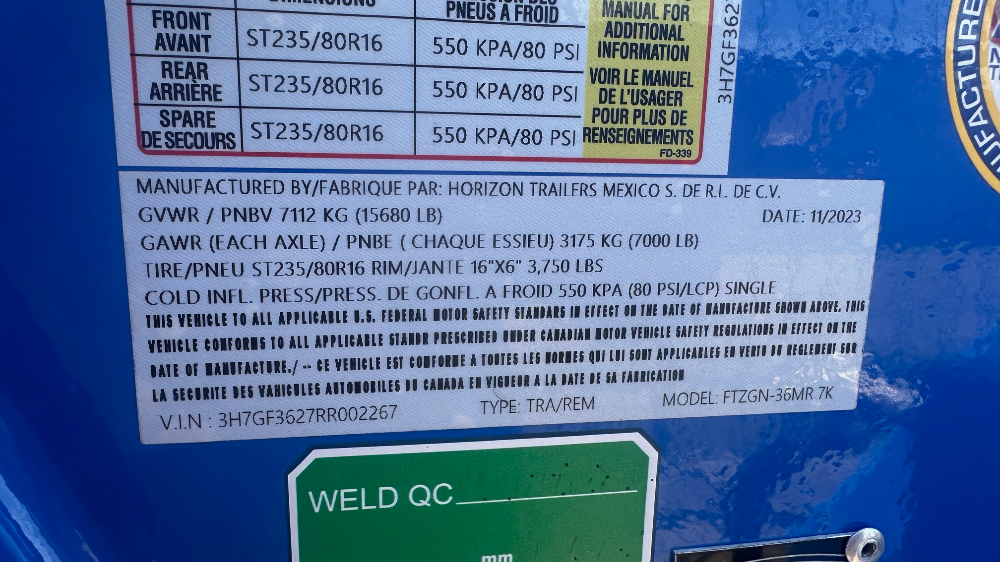 PNEUS A FROID
MANUAL FOR
ADDITIONAL
INFORMATION
FRONT
AVANT
ST235/80R16
550 KPA/80 PSI
REAR
ARRIÈRE
ST235/80R16
550 KPA/80 PSI
SPARE
DE SECOURS
ST235/80R16
550 KPA/80 PSI
VOIR LE MANUEL
DE L'USAGER
POUR PLUS DE
RENSEIGNEMENTS
FD-339
3H7GF362
MANUFACTURED BY/FABRIQUE PAR: HORIZON TRAILERS MEXICO S. DE R.L. DE C.V.
GVWR / PNBV 7112 KG (15680 LB) DATE: 11/2023
GAWR (EACH AXLE) / PNBE ( CHAQUE ESSIEU) 3175 KG (7000 LB)
TIRE/PNEU ST235/80R16 RIM/JANTE 16"X6" 3,750 LBS
COLD INFL. PRESS/PRESS. DE GONFL. A FROID 550 KPA (80 PSI/LCP) SINGLE
THIS VEHICLE TO ALL APPLICABLE U.S. FEDERAL MOTOR SAFETY STANDARS IN EFFECT ON THE DATE OF MANUFACTURE SHOWN ABOVE. THIS
VEHICLE CONFORMS TO ALL APPLICABLE STANDR PRESCRIBED UNDER CANADIAN MOTOR VEHICLE SAFETY REGULATIONS IN EFFECT ON THE
DATE OF MANUFACTURE./ -- CE VEHICLE EST CONFORME A TOUTES LES NORMES QUI LUI SONT APPLICABLES EN VERTU DU REGLEMENT SUR
LA SECURITE DES VAHICULES AUTOMOBILES DU CANADA EN VIGUEUR A LA DATE DE SA FABRICATION
V.I.N : 3H7GF3627RR002267 TYPE: TRA/REM MODEL: FTZGN-36MR 7K
WELD QC
mm